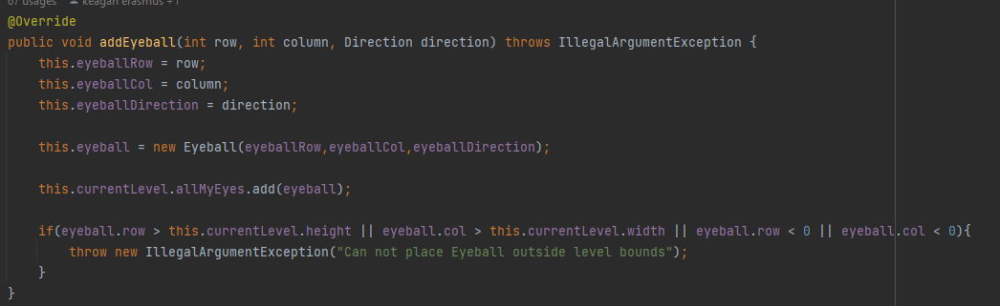 67 usages keagan erasmus +1
@Override
public void addEyeball(int row, int column, Direction direction) throws IllegalArgumentException {
    this.eyeballRow = row;
    this.eyeballCol = column;
    this.eyeballDirection = direction;
    this.eyeball = new Eyeball(eyeballRow,eyeballCol,eyeballDirection);
    this.currentLevel.allMyEyes.add(eyeball);
    if(eyeball.row > this.currentLevel.height || eyeball.col > this.currentLevel.width || eyeball.row < 0 || eyeball.col < 0){
        throw new IllegalArgumentException("Can not place Eyeball outside level bounds");
    }
}